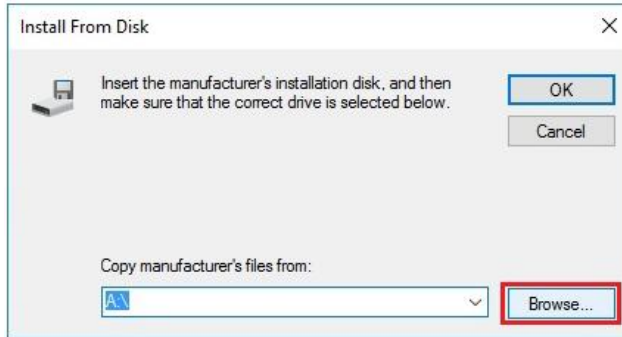 Install From Disk
Insert the manufacturer's installation disk, and then
make sure that the correct drive is selected below.
OK
Cancel
Copy manufacturer's files from:
A:\
Browse...